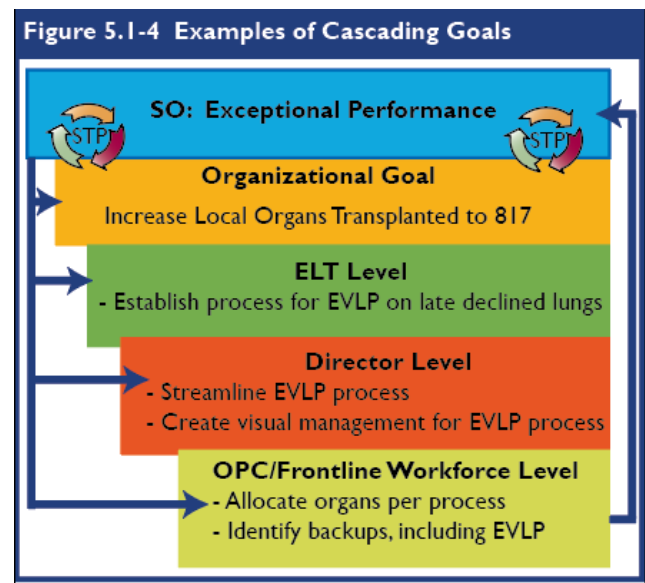 Figure 5.1-4 Examples of Cascading Goals
SO: Exceptional Performance
STP
STP
Organizational Goal
Increase Local Organs Transplanted to 817
ELT Level
- Establish process for EVLP on late declined lungs
Director Level
- Streamline EVLP process
- Create visual management for EVLP process
OPC/Frontline Workforce Level
- Allocate organs per process
- Identify backups, including EVLP